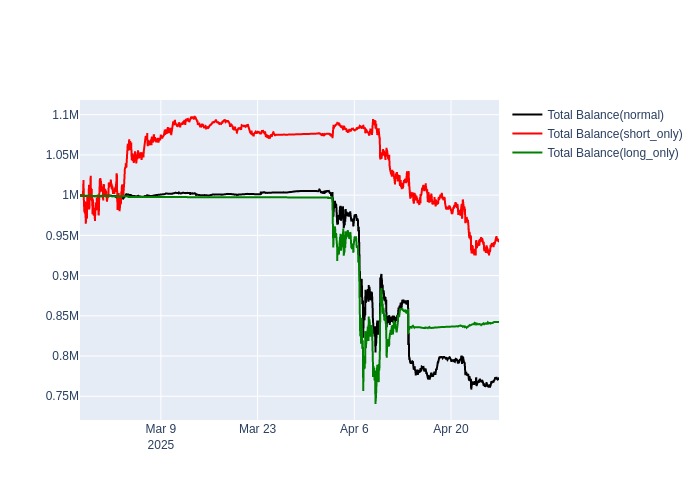 1.1M
1.05M
1M
0.95M
0.9M
0.85M
0.8M
0.75M
Mar 9
2025
Mar 23
Apr 6
Apr 20
Total Balance(normal)
Total Balance(short_only)
Total Balance(long_only)